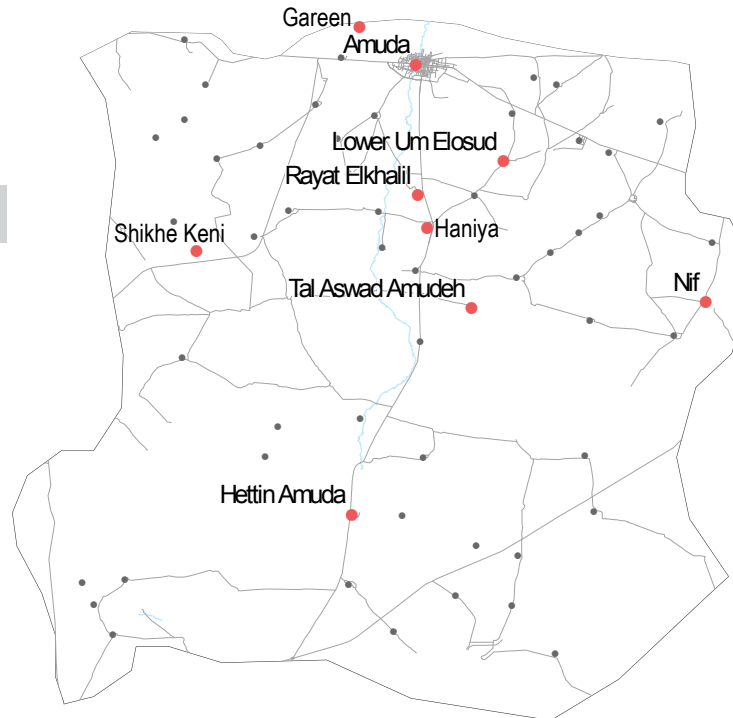 Gareen
Amuda
Lower Um Elosud
Rayat Elkhalil
Haniya
Shikhe Keni
Nif
Tal Aswad Amudeh
Hettin Amuda